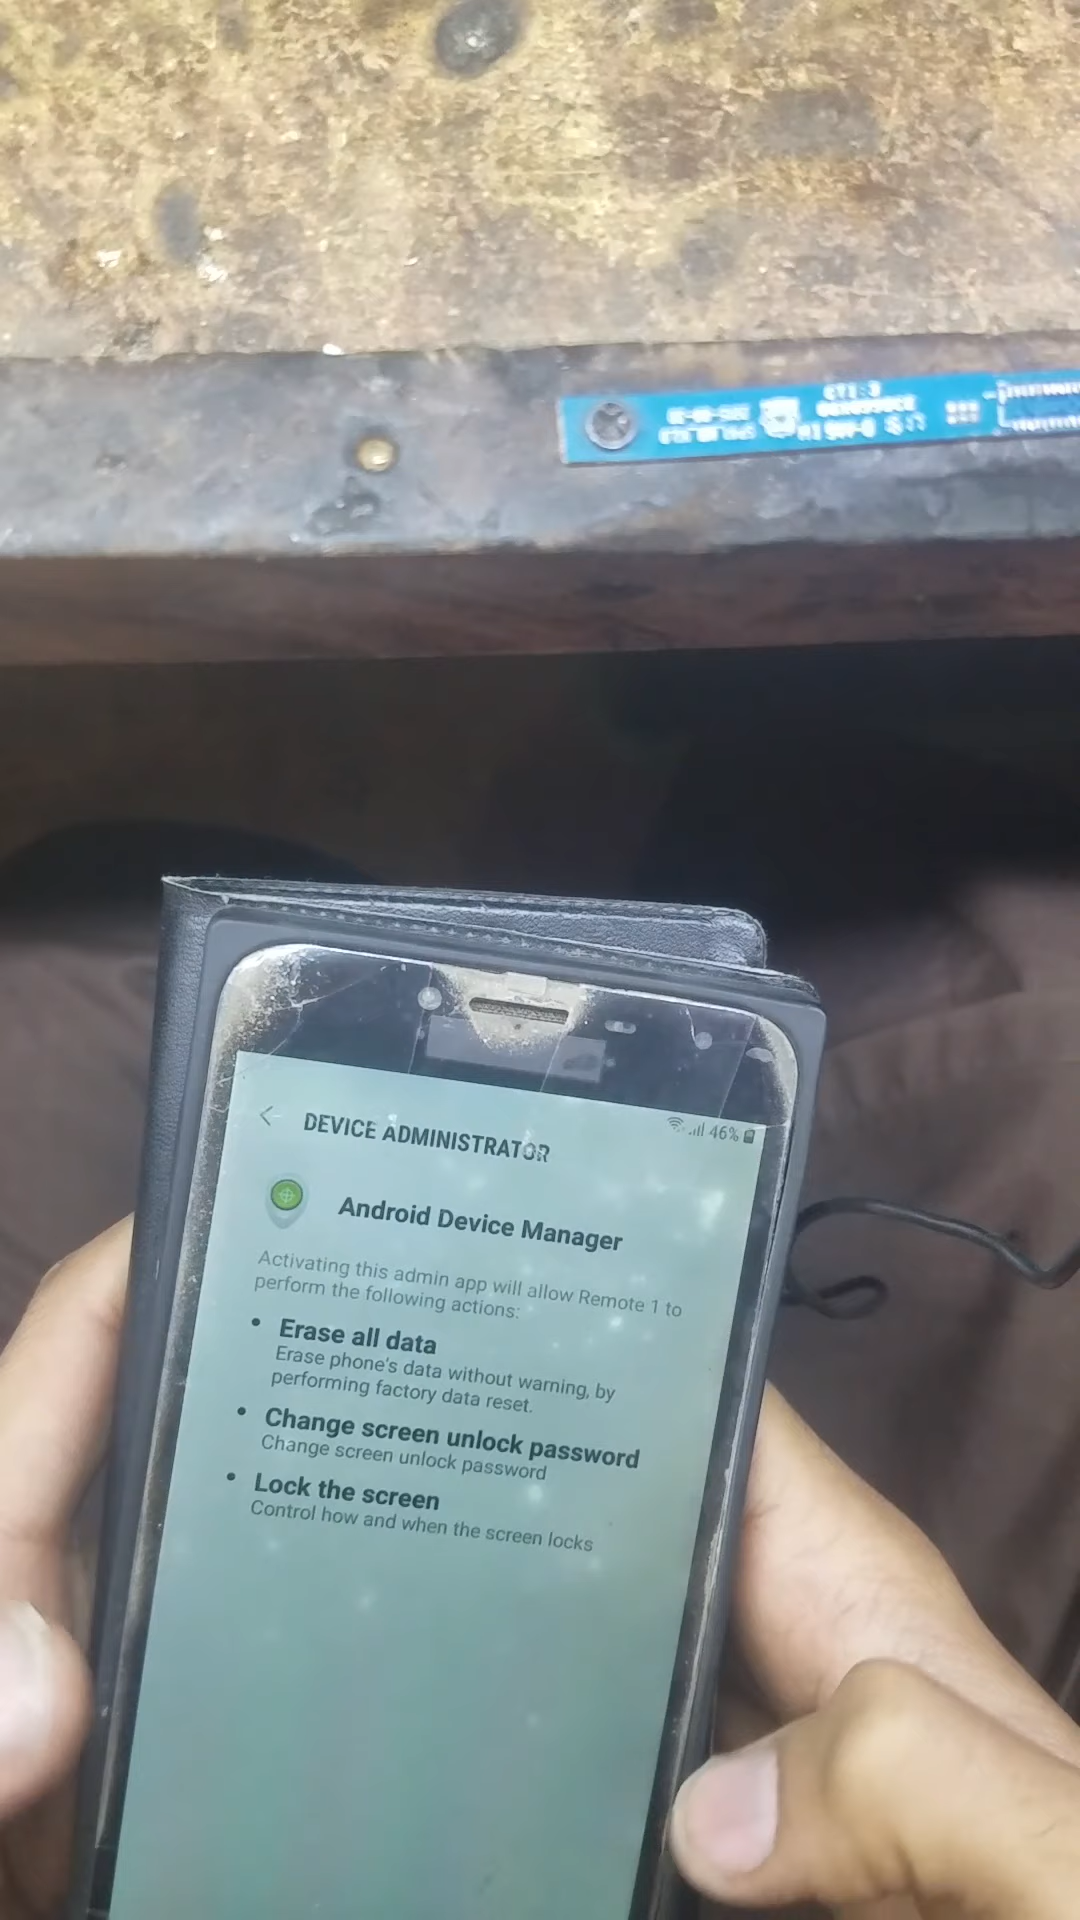 46%
DEVICE ADMINISTRATOR
Android Device Manager
Activating this admin app will allow Remote 1 to
perform the following actions:
• Erase all data
Erase phone's data without warning, by
performing factory data reset.
• Change screen unlock password
Change screen unlock password
• Lock the screen
Control how and when the screen locks